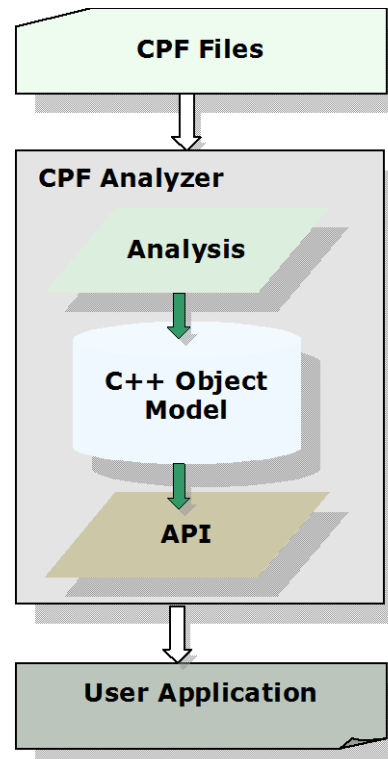 CPF Files
CPF Analyzer
Analysis
C++ Object
Model
API
User Application